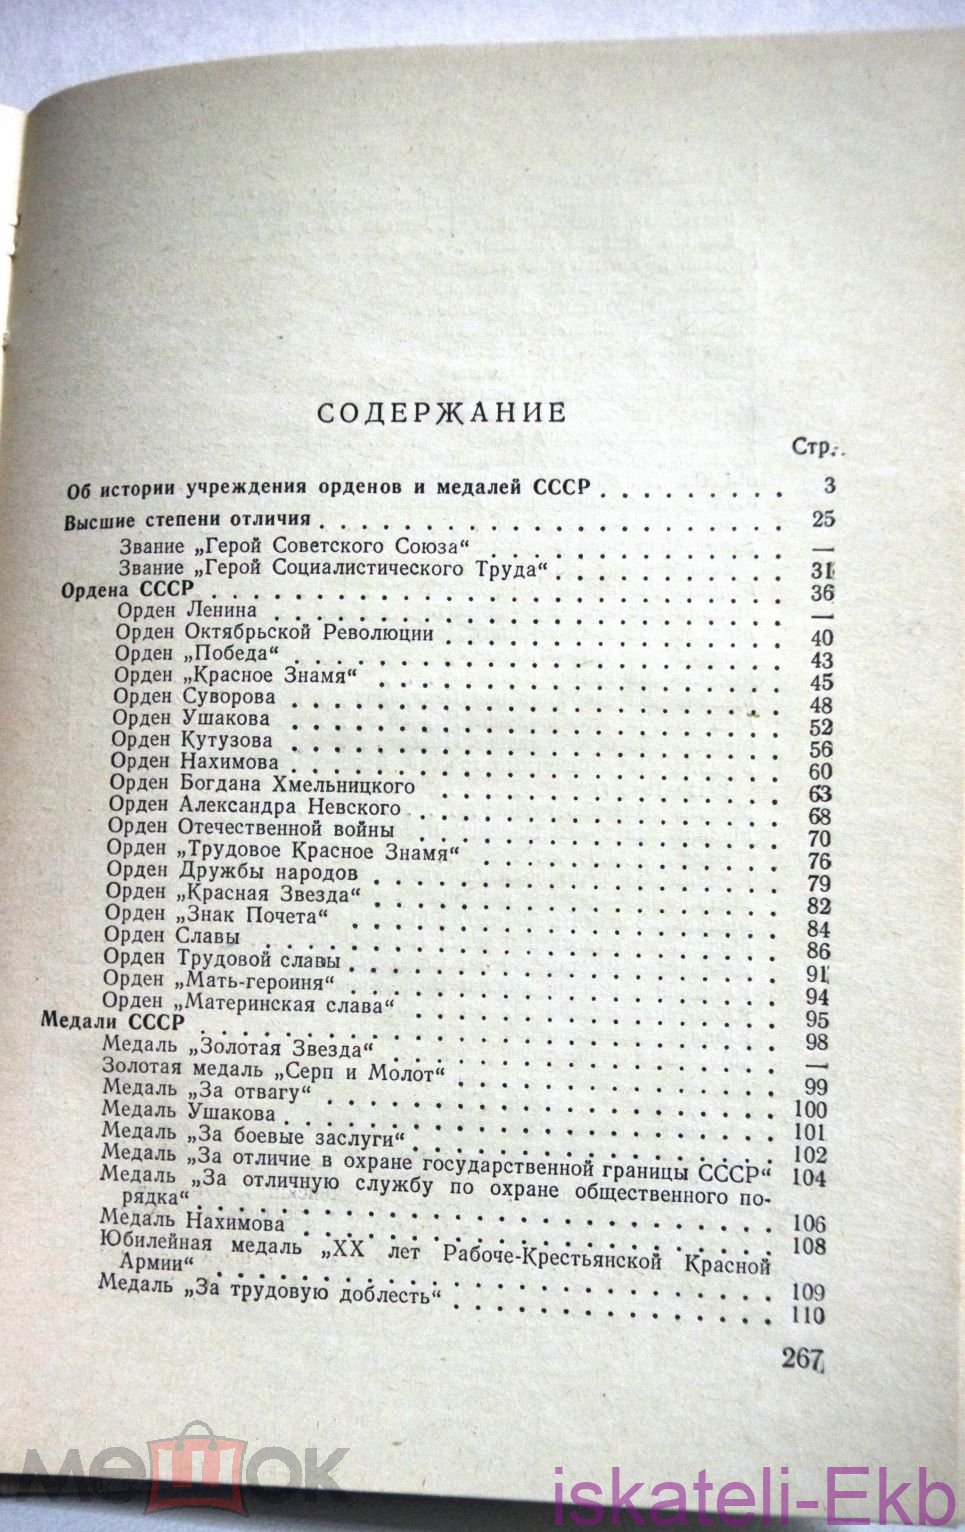 СОДЕРЖАНИЕ
Стр.
Об истории учреждения орденов и медалей СССР . . . . . . . . . 3
Высшие степени отличия . . . . . . . . . . . . . . . . . . . . . 25
Звание „Герой Советского Союза“ . . . . . . . . . . . . . . . —
Звание „Герой Социалистического Труда“ . . . . . . . . . . . 31
Ордена СССР . . . . . . . . . . . . . . . . . . . . . . . . . . 36
Орден Ленина . . . . . . . . . . . . . . . . . . . . . . . . —
Орден Октябрьской Революции . . . . . . . . . . . . . . . . 40
Орден „Победа“ . . . . . . . . . . . . . . . . . . . . . . . 43
Орден „Красное Знамя“ . . . . . . . . . . . . . . . . . . . 45
Орден Суворова . . . . . . . . . . . . . . . . . . . . . . . 48
Орден Ушакова . . . . . . . . . . . . . . . . . . . . . . . 52
Орден Кутузова . . . . . . . . . . . . . . . . . . . . . . . 56
Орден Нахимова . . . . . . . . . . . . . . . . . . . . . . . 60
Орден Богдана Хмельницкого . . . . . . . . . . . . . . . . 63
Орден Александра Невского . . . . . . . . . . . . . . . . . 68
Орден Отечественной войны . . . . . . . . . . . . . . . . . 70
Орден „Трудовое Красное Знамя“ . . . . . . . . . . . . . . 76
Орден Дружбы народов . . . . . . . . . . . . . . . . . . . 79
Орден „Красная Звезда“ . . . . . . . . . . . . . . . . . . . 82
Орден „Знак Почета“ . . . . . . . . . . . . . . . . . . . . 84
Орден Славы . . . . . . . . . . . . . . . . . . . . . . . . 86
Орден Трудовой славы . . . . . . . . . . . . . . . . . . . . 91
Орден „Мать-героиня“ . . . . . . . . . . . . . . . . . . . . 94
Орден „Материнская слава“ . . . . . . . . . . . . . . . . . 95
Медали СССР . . . . . . . . . . . . . . . . . . . . . . . . . . 98
Медаль „Золотая Звезда“ . . . . . . . . . . . . . . . . . . —
Золотая медаль „Серп и Молот“ . . . . . . . . . . . . . . . 99
Медаль „За отвагу“ . . . . . . . . . . . . . . . . . . . . . 100
Медаль Ушакова . . . . . . . . . . . . . . . . . . . . . . . 101
Медаль „За боевые заслуги“ . . . . . . . . . . . . . . . . . 102
Медаль „За отличие в охране государственной границы СССР“ 104
Медаль „За отличную службу по охране общественного по-
рядка“ . . . . . . . . . . . . . . . . . . . . . . . . . . . 106
Медаль Нахимова . . . . . . . . . . . . . . . . . . . . . . 108
Юбилейная медаль „XX лет Рабоче-Крестьянской Красной
Армии“ . . . . . . . . . . . . . . . . . . . . . . . . . . . 109
Медаль „За трудовую доблесть“ . . . . . . . . . . . . . . . 110
267
мешок
iskateli-Ekb